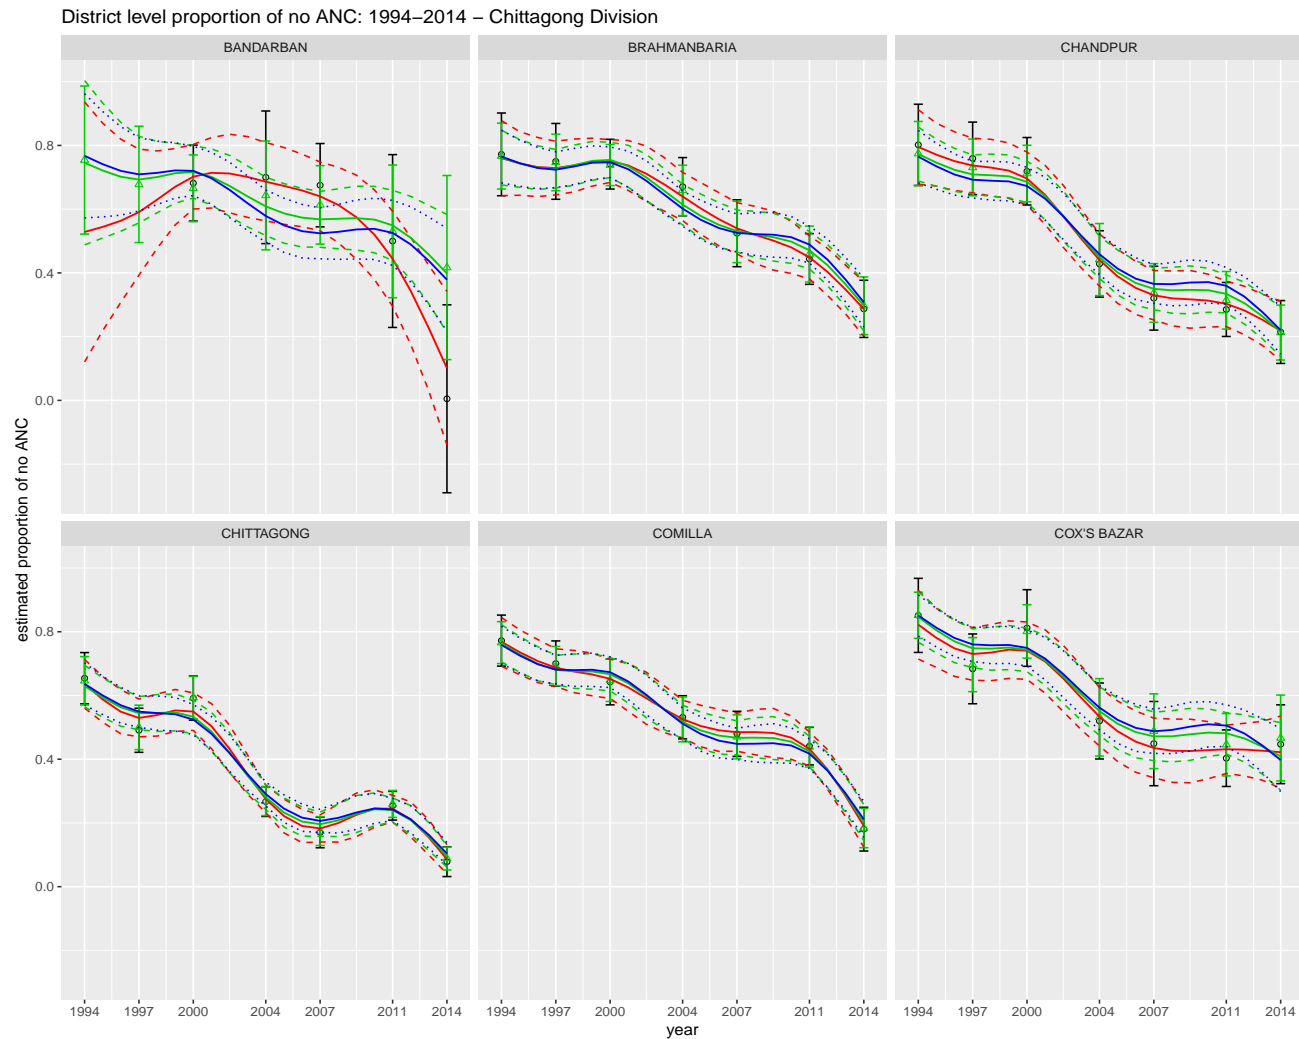 District level proportion of no ANC: 1994−2014 − Chittagong Division
BANDARBAN
BRAHMANBARIA
CHANDPUR
0.8
0.4
0.0
CHITTAGONG
COMILLA
COX'S BAZAR
0.8
0.4
0.0
estimated proportion of no ANC
1994 1997 2000 2004 2007 2011 2014
1994 1997 2000 2004 2007 2011 2014
1994 1997 2000 2004 2007 2011 2014
year